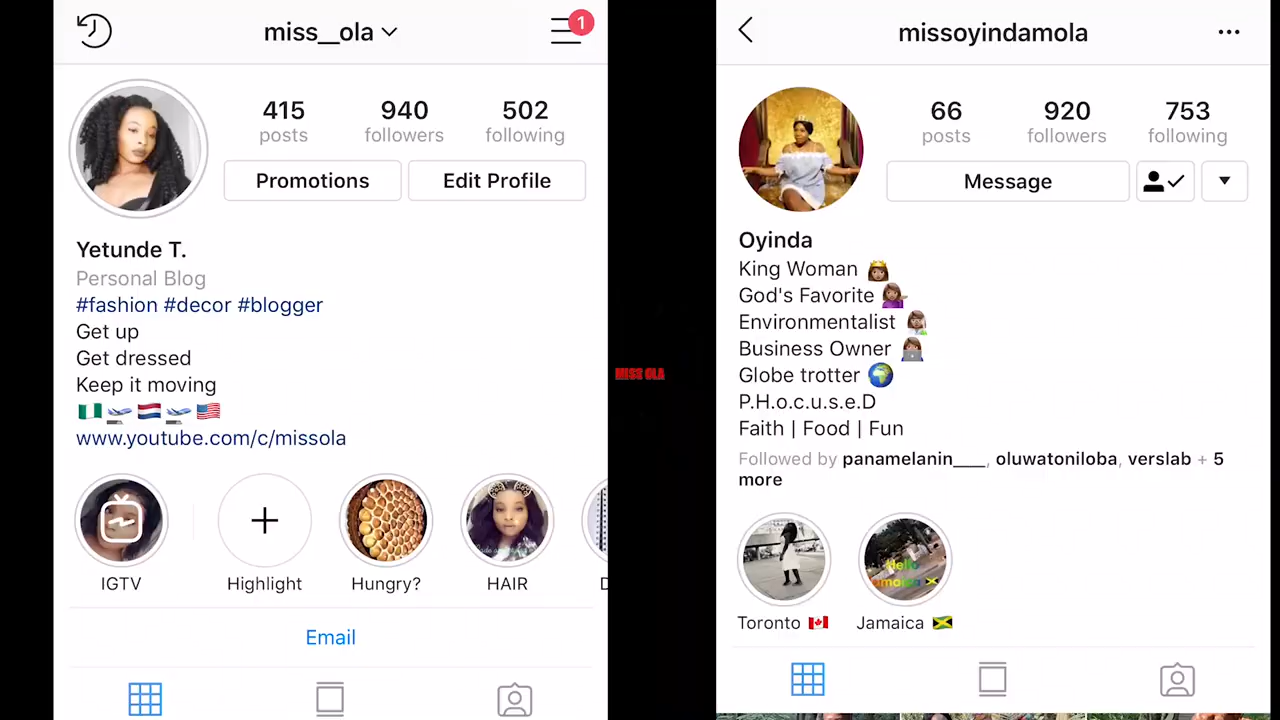 miss__ola
1
415 940 502
posts followers following
Promotions Edit Profile
Yetunde T.
Personal Blog
#fashion #decor #blogger
Get up
Get dressed
Keep it moving
www.youtube.com/c/missola
IGTV Highlight Hungry? HAIR D
Email
MISS OLA
missoyindamola
66 920 753
posts followers following
Message
Oyinda
King Woman
God's Favorite
Environmentalist
Business Owner
Globe trotter
P.H.o.c.u.s.e.D
Faith | Food | Fun
Followed by panamelanin____, oluwatoniloba, verslab + 5
more
Hello
Toronto Jamaica